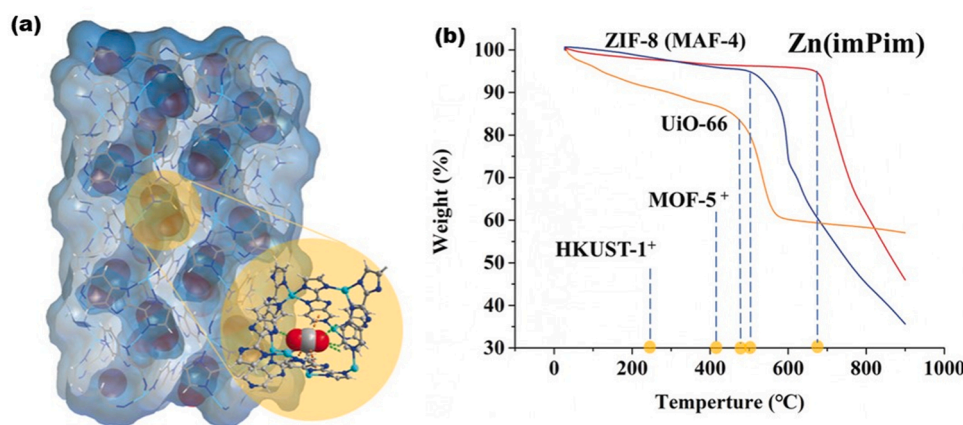 (a)
(b)
ZIF-8 (MAF-4)
Zn(imPim)
UiO-66
MOF-5+
HKUST-1+
Weight (%)
100
90
80
70
60
50
40
30
0
200
400
600
800
1000
Temperture (°C)